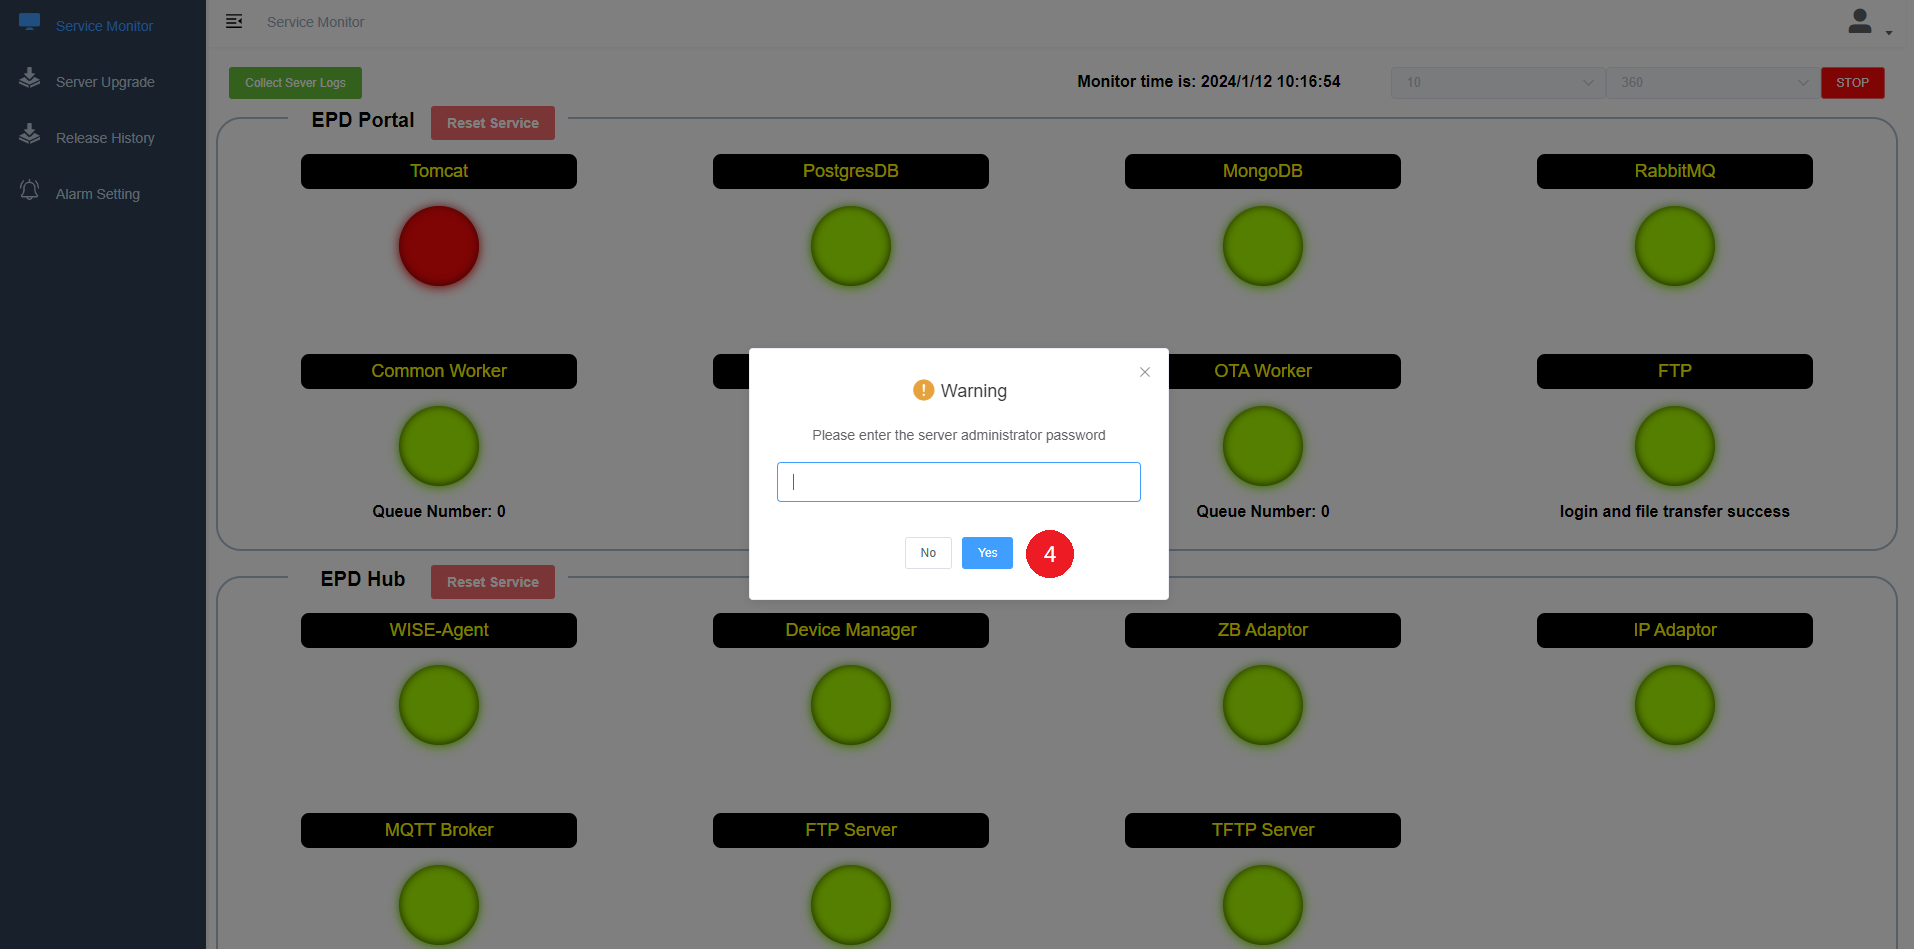 Service Monitor
Server Upgrade
Release History
Alarm Setting
Service Monitor
Collect Sever Logs
Monitor time is: 2024/1/12 10:16:54
10
360
STOP
EPD Portal
Reset Service
Tomcat
PostgresDB
MongoDB
RabbitMQ
Common Worker
OTA Worker
FTP
Queue Number: 0
Queue Number: 0
login and file transfer success
Warning
Please enter the server administrator password
No
Yes
4
EPD Hub
Reset Service
WISE-Agent
Device Manager
ZB Adaptor
IP Adaptor
MQTT Broker
FTP Server
TFTP Server